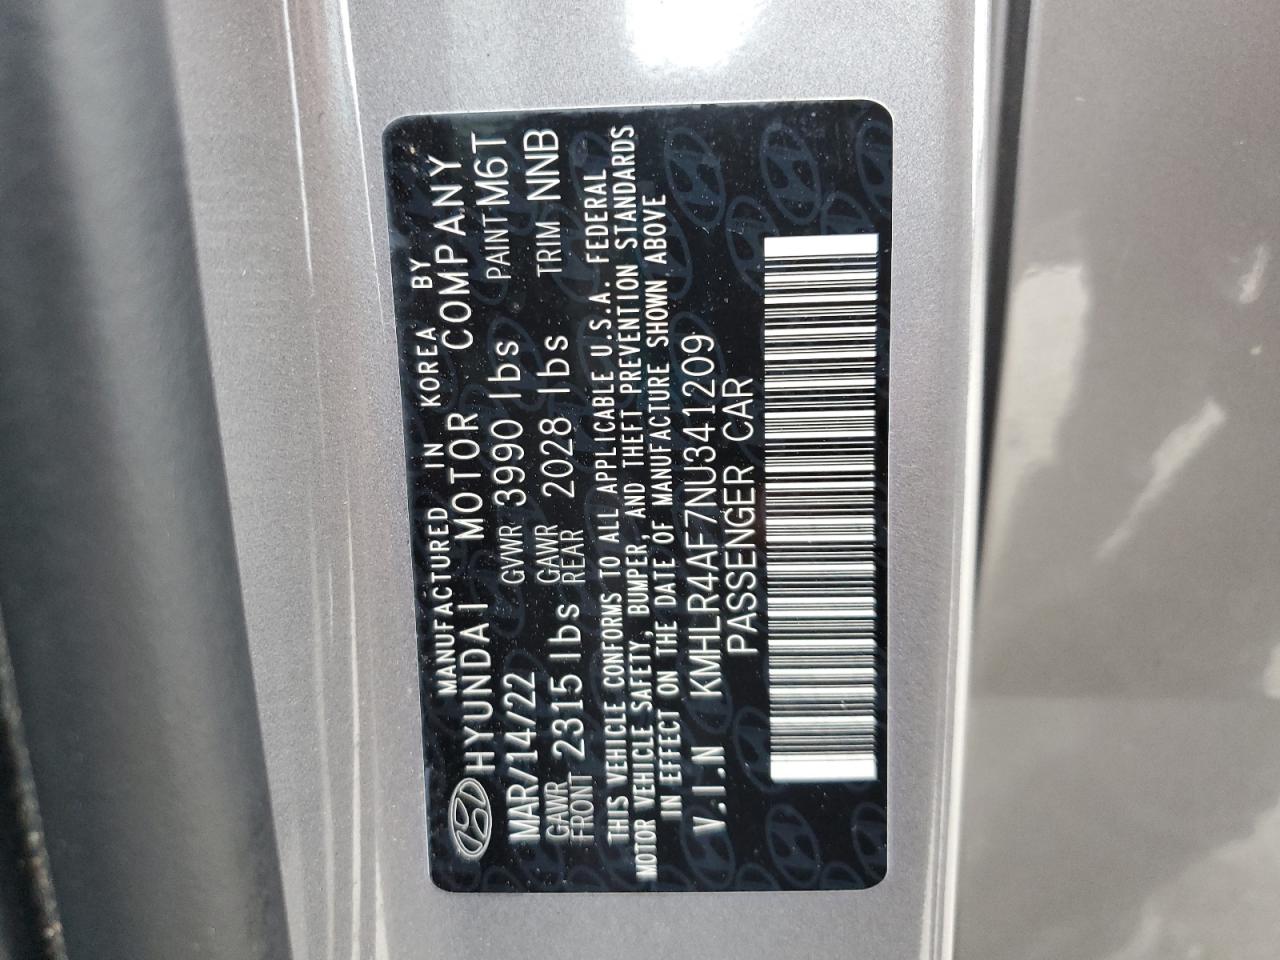 MANUFACTURED IN KOREA BY
HYUNDAI MOTOR COMPANY
MAR/14/22 GVWR 3990 lbs PAINT M6T
GAWR FRONT 2315 lbs GAWR REAR 2028 lbs TRIM NNB
THIS VEHICLE CONFORMS TO ALL APPLICABLE U.S.A. FEDERAL
MOTOR VEHICLE SAFETY, BUMPER, AND THEFT PREVENTION STANDARDS
IN EFFECT ON THE DATE OF MANUFACTURE SHOWN ABOVE
V.I.N KMHLR4AF7NU341209
PASSENGER CAR